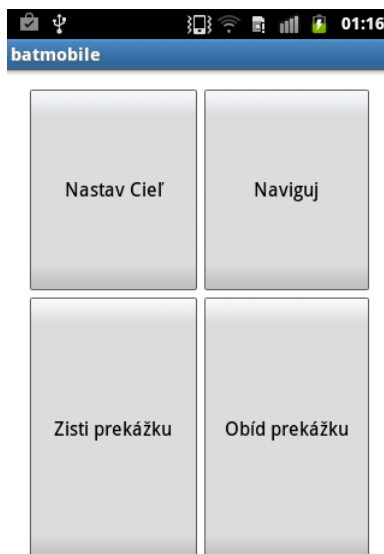 01:16
batmobile
Nastav Cieľ
Naviguj
Zisti prekážku
Obíd prekážku